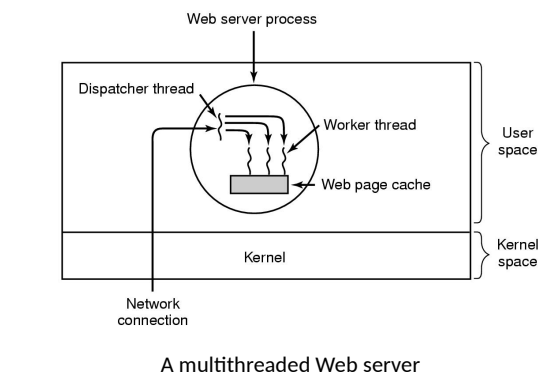 Web server process
Dispatcher thread
Worker thread
User
space
Web page cache
Kernel
Kernel
space
Network
connection
A multithreaded Web server